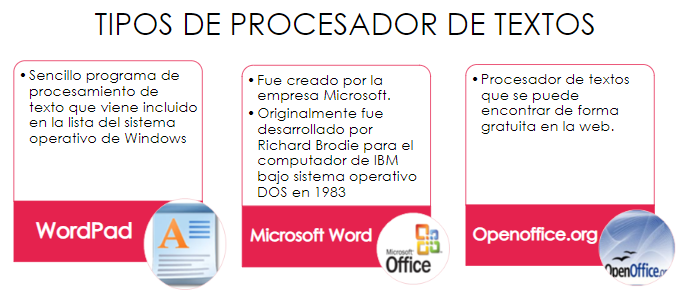 TIPOS DE PROCESADOR DE TEXTOS
• Sencillo programa de
procesamiento de
texto que viene incluido
en la lista del sistema
operativo de Windows
WordPad
A
• Fue creado por la
empresa Microsoft.
• Originalmente fue
desarrollado por
Richard Brodie para el
computador de IBM
bajo sistema operativo
DOS en 1983
Microsoft Word
Microsoft
Office
• Procesador de textos
que se puede
encontrar de forma
gratuita en la web.
Openoffice.org
OpenOffice.o